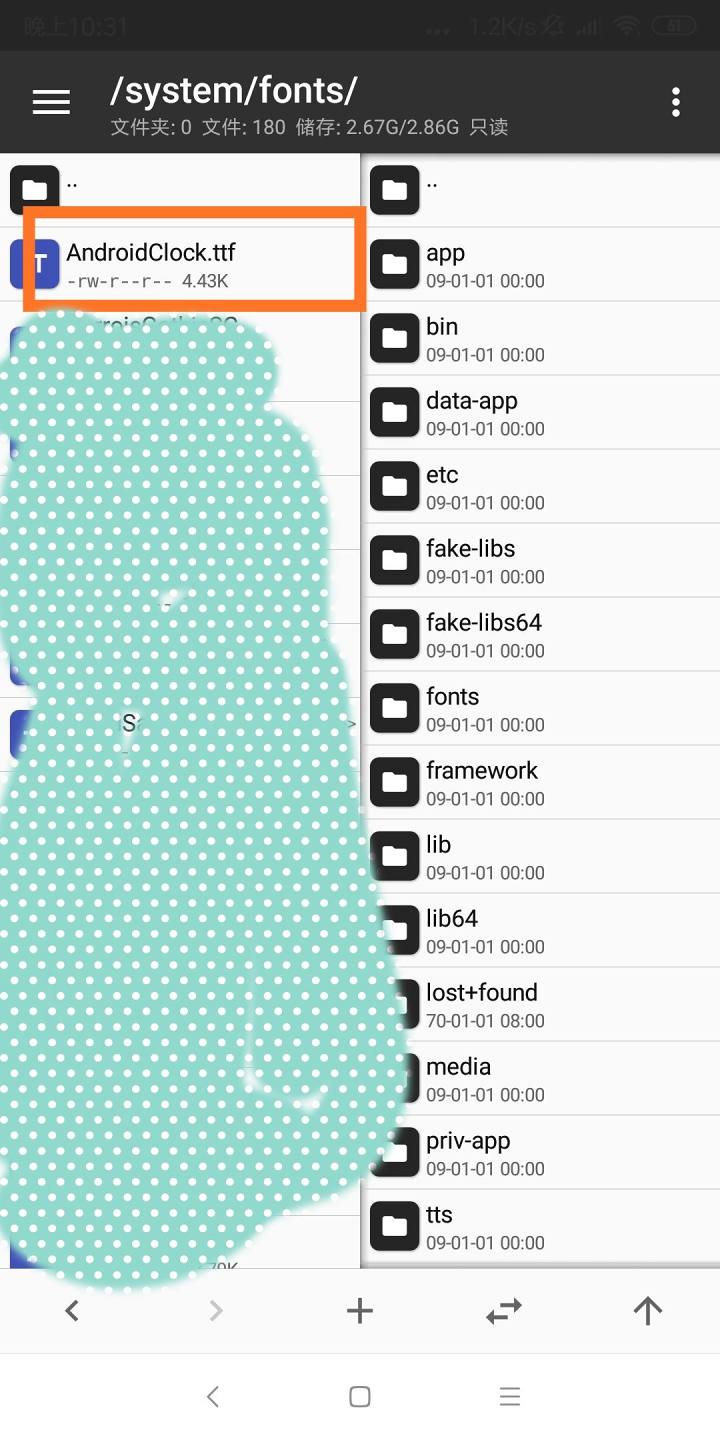 晚上10:31
1.2K/s
61
/system/fonts/
文件夹: 0 文件: 180 储存: 2.67G/2.86G 只读
..
AndroidClock.ttf
-rw-r--r-- 4.43K
..
app
09-01-01 00:00
bin
09-01-01 00:00
data-app
09-01-01 00:00
etc
09-01-01 00:00
fake-libs
09-01-01 00:00
fake-libs64
09-01-01 00:00
fonts
09-01-01 00:00
framework
09-01-01 00:00
lib
09-01-01 00:00
lib64
09-01-01 00:00
lost+found
70-01-01 08:00
media
09-01-01 00:00
priv-app
09-01-01 00:00
tts
09-01-01 00:00